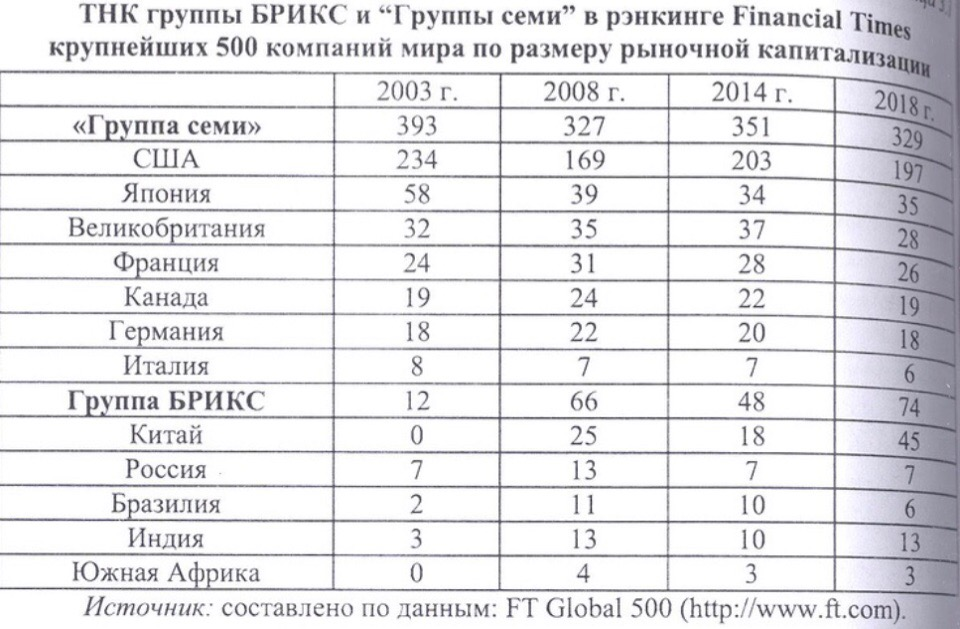 ТНК группы БРИКС и “Группы семи” в рэнкинге Financial Times
крупнейших 500 компаний мира по размеру рыночной капитализации
2003 г. 2008 г. 2014 г. 2018 г.
«Группа семи» 393 327 351 329
США 234 169 203 197
Япония 58 39 34 35
Великобритания 32 35 37 28
Франция 24 31 28 26
Канада 19 24 22 19
Германия 18 22 20 18
Италия 8 7 7 6
Группа БРИКС 12 66 48 74
Китай 0 25 18 45
Россия 7 13 7 7
Бразилия 2 11 10 6
Индия 3 13 10 13
Южная Африка 0 4 3 3
Источник: составлено по данным: FT Global 500 (http://www.ft.com).